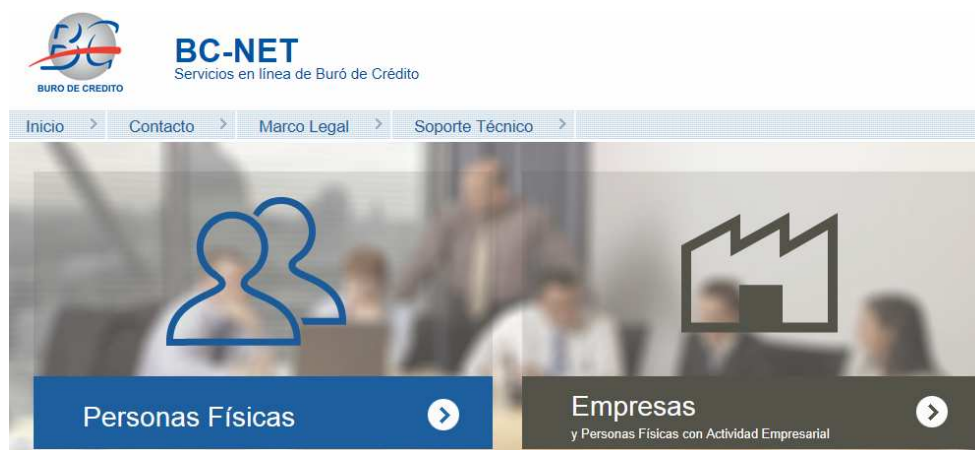 BC
BURO DE CREDITO
BC-NET
Servicios en línea de Buró de Crédito
Inicio
Contacto
Marco Legal
Soporte Técnico
Personas Físicas
Empresas
y Personas Físicas con Actividad Empresarial